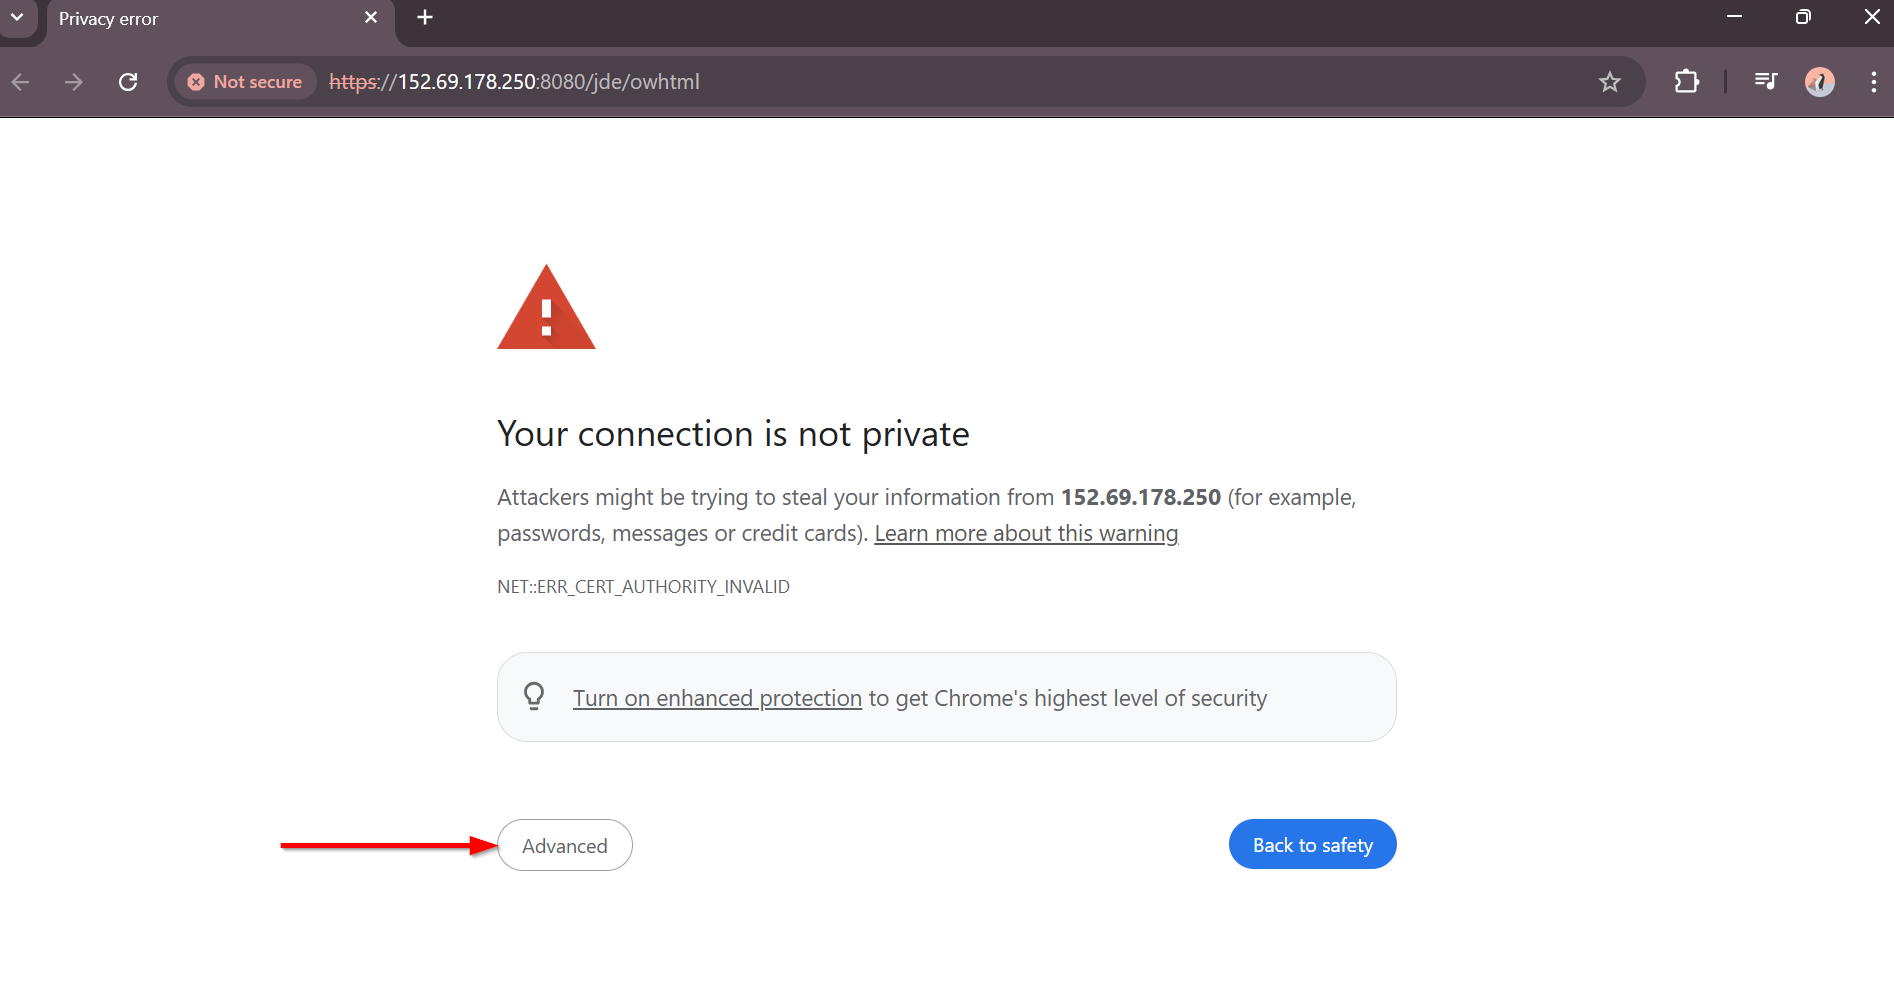 Privacy error
Not secure https://152.69.178.250:8080/jde/owhtml
Your connection is not private
Attackers might be trying to steal your information from 152.69.178.250 (for example,
passwords, messages or credit cards). Learn more about this warning
NET::ERR_CERT_AUTHORITY_INVALID
Turn on enhanced protection to get Chrome's highest level of security
Advanced
Back to safety